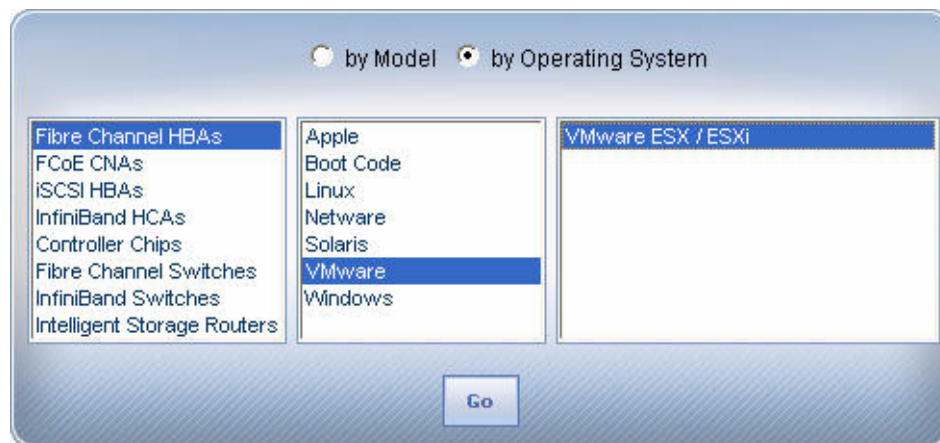 by Model by Operating System
Fibre Channel HBAs
FCoE CNAs
iSCSI HBAs
InfiniBand HCAs
Controller Chips
Fibre Channel Switches
InfiniBand Switches
Intelligent Storage Routers
Apple
Boot Code
Linux
Netware
Solaris
VMware
Windows
VMware ESX / ESXi
Go